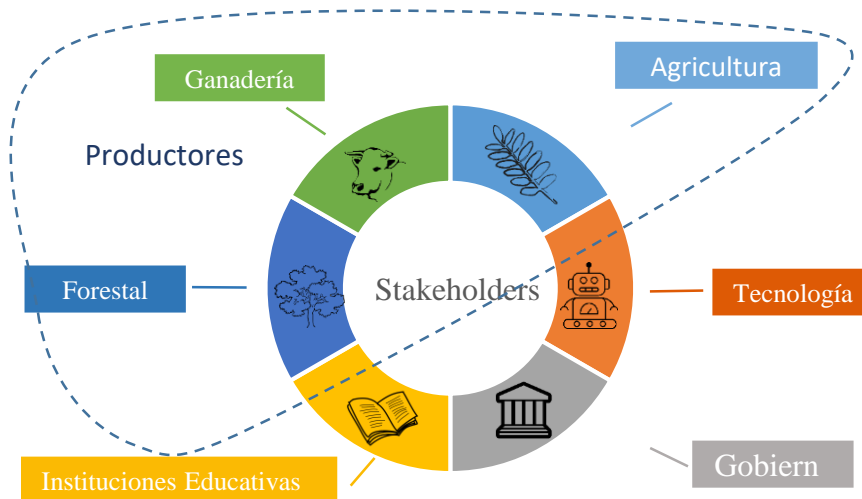 Ganadería
Agricultura
Productores
Forestal
Stakeholders
Tecnología
Instituciones Educativas
Gobiern